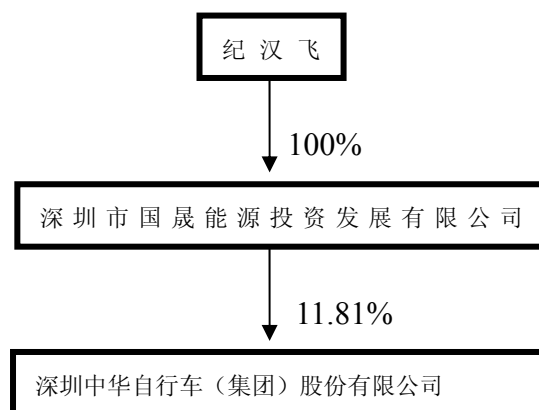 纪汉飞
100%
深圳市国晟能源投资发展有限公司
11.81%
深圳中华自行车（集团）股份有限公司